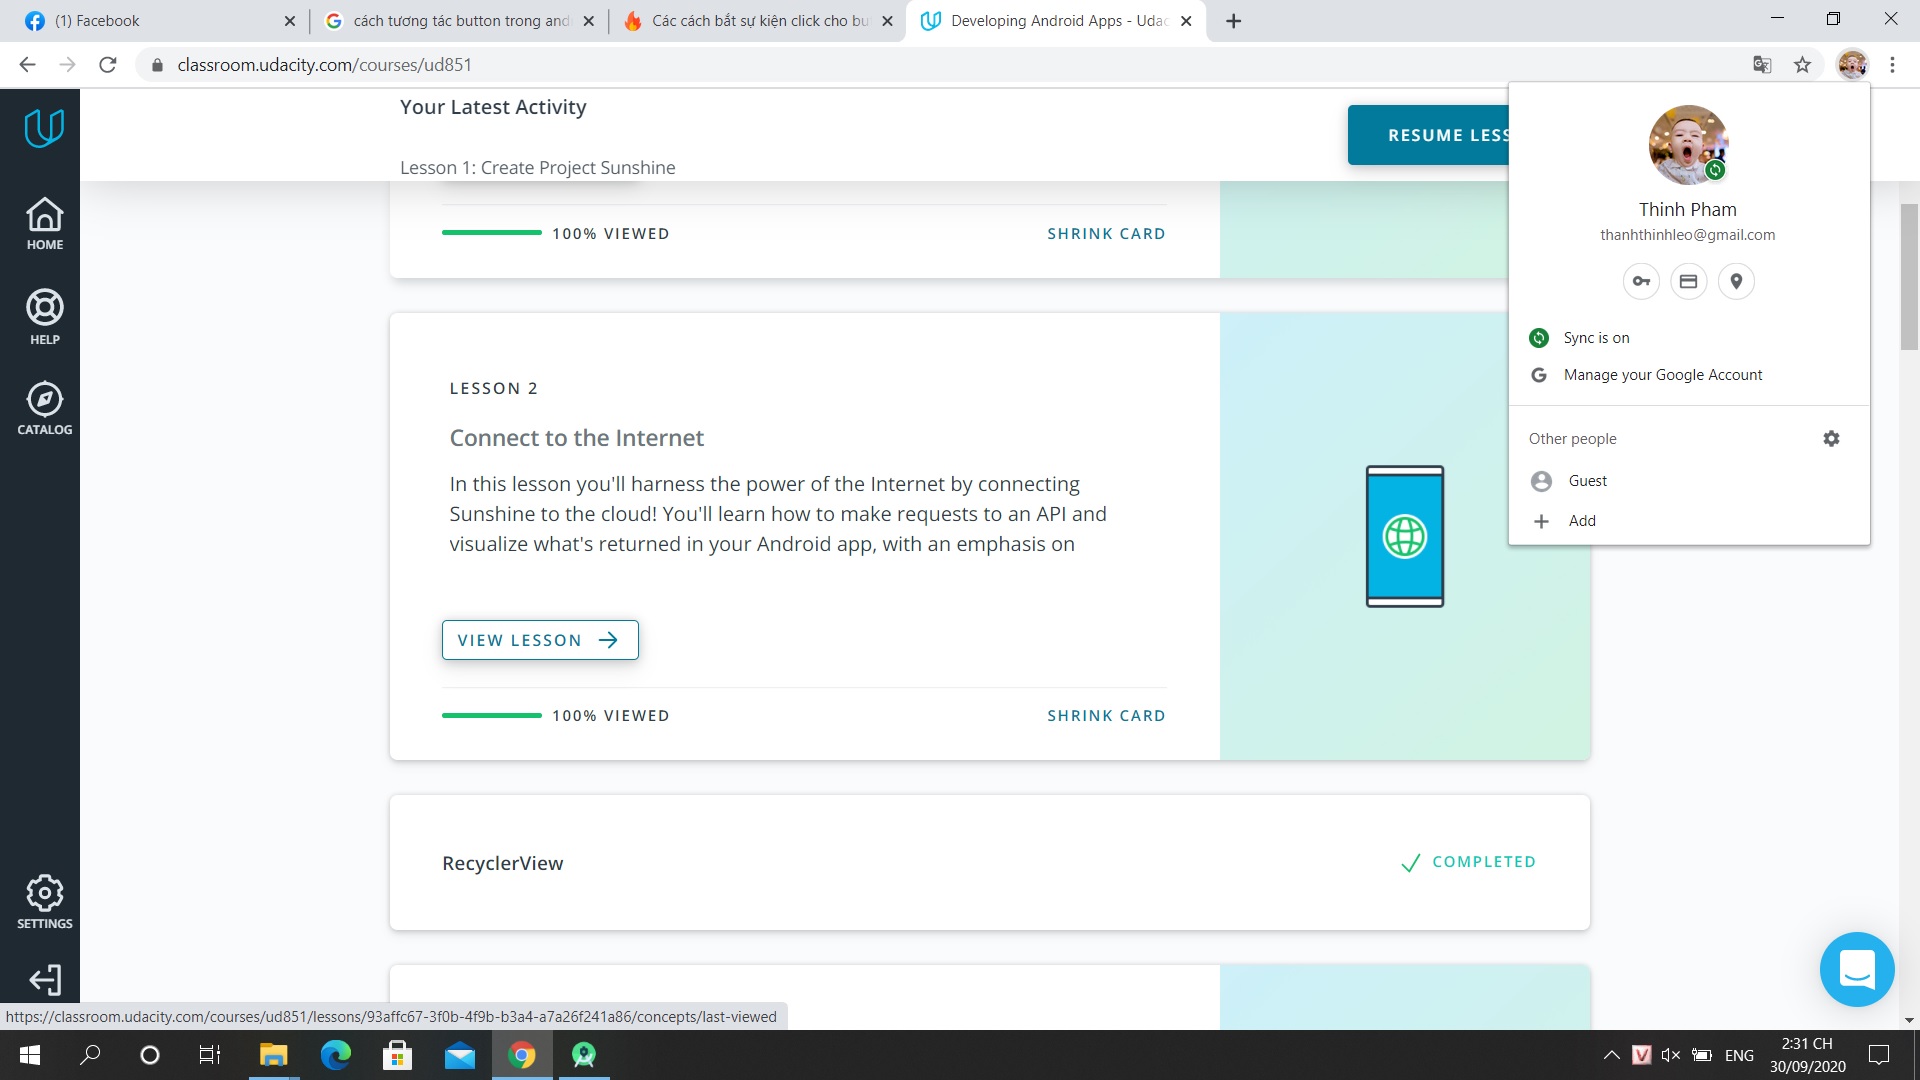 (1) Facebook
cách tương tác button trong and
Các cách bắt sự kiện click cho bu
Developing Android Apps - Udac
classroom.udacity.com/courses/ud851
Your Latest Activity
RESUME LESS
Lesson 1: Create Project Sunshine
100% VIEWED
SHRINK CARD
HOME
HELP
CATALOG
SETTINGS
LESSON 2
Connect to the Internet
In this lesson you'll harness the power of the Internet by connecting
Sunshine to the cloud! You'll learn how to make requests to an API and
visualize what's returned in your Android app, with an emphasis on
VIEW LESSON
100% VIEWED
SHRINK CARD
RecyclerView
COMPLETED
Thinh Pham
thanhthinhleo@gmail.com
Sync is on
Manage your Google Account
Other people
Guest
Add
https://classroom.udacity.com/courses/ud851/lessons/93affc67-3f0b-4f9b-b3a4-a7a26f241a86/concepts/last-viewed
ENG
2:31 CH
30/09/2020